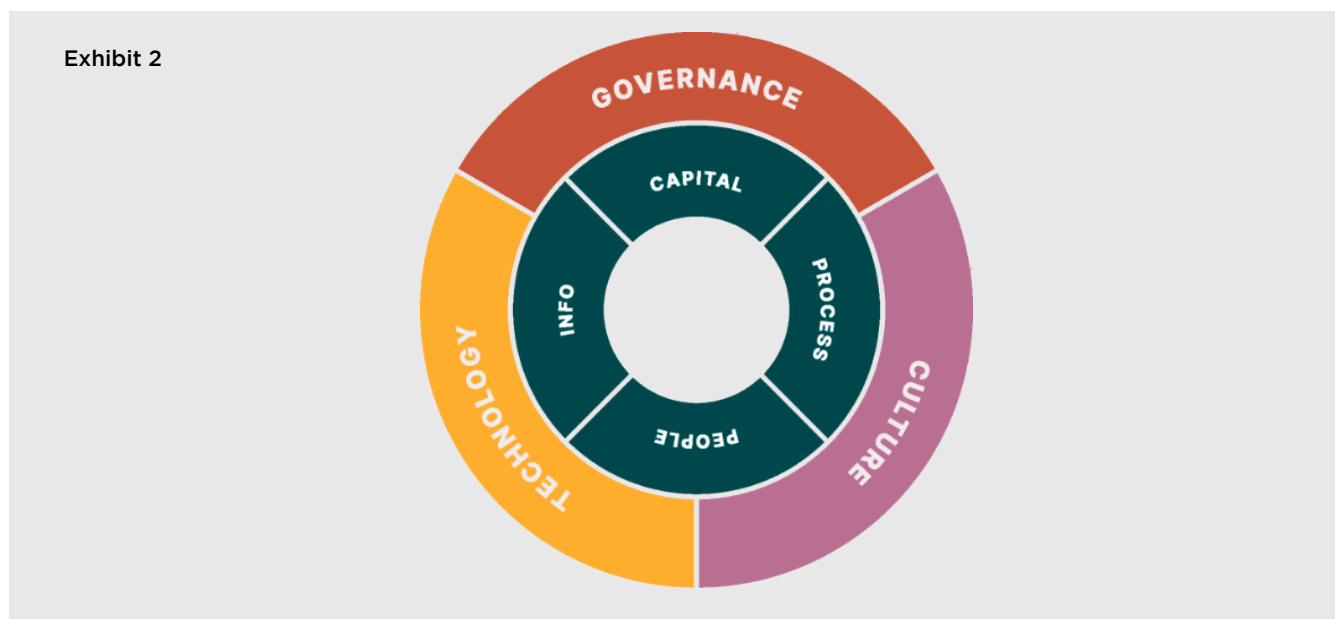 Exhibit 2
GOVERNANCE
CAPITAL
INFO
PROCESS
PEOPLE
TECHNOLOGY
CULTURE